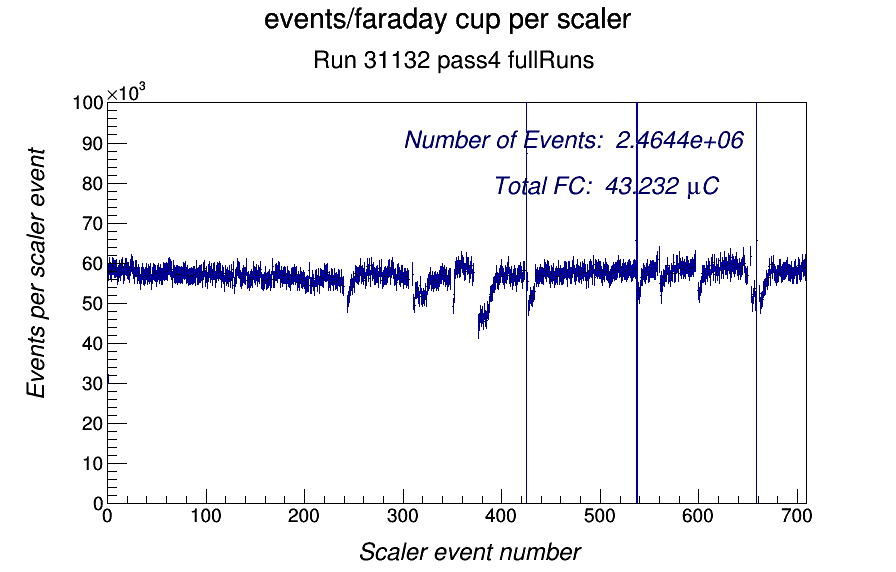 events/faraday cup per scaler
Run 31132 pass4 fullRuns
×10³
100
90
80
70
60
50
40
30
20
10
0
Events per scaler event
Number of Events: 2.4644e+06
Total FC: 43.232 μC
0 100 200 300 400 500 600 700
Scaler event number